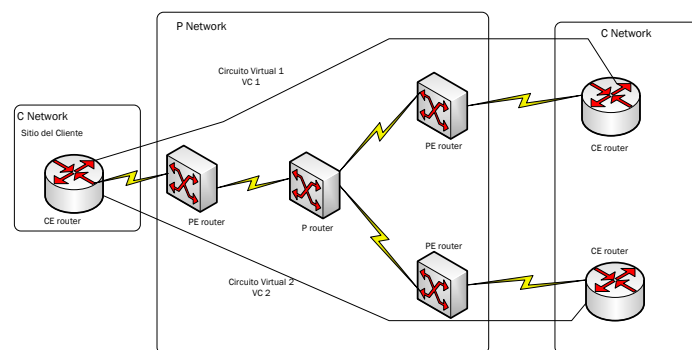 P Network
C Network
Circuito Virtual 1
VC 1
C Network
Sitio del Cliente
PE router
CE router
CE router
PE router
P router
PE router
CE router
Circuito Virtual 2
VC 2